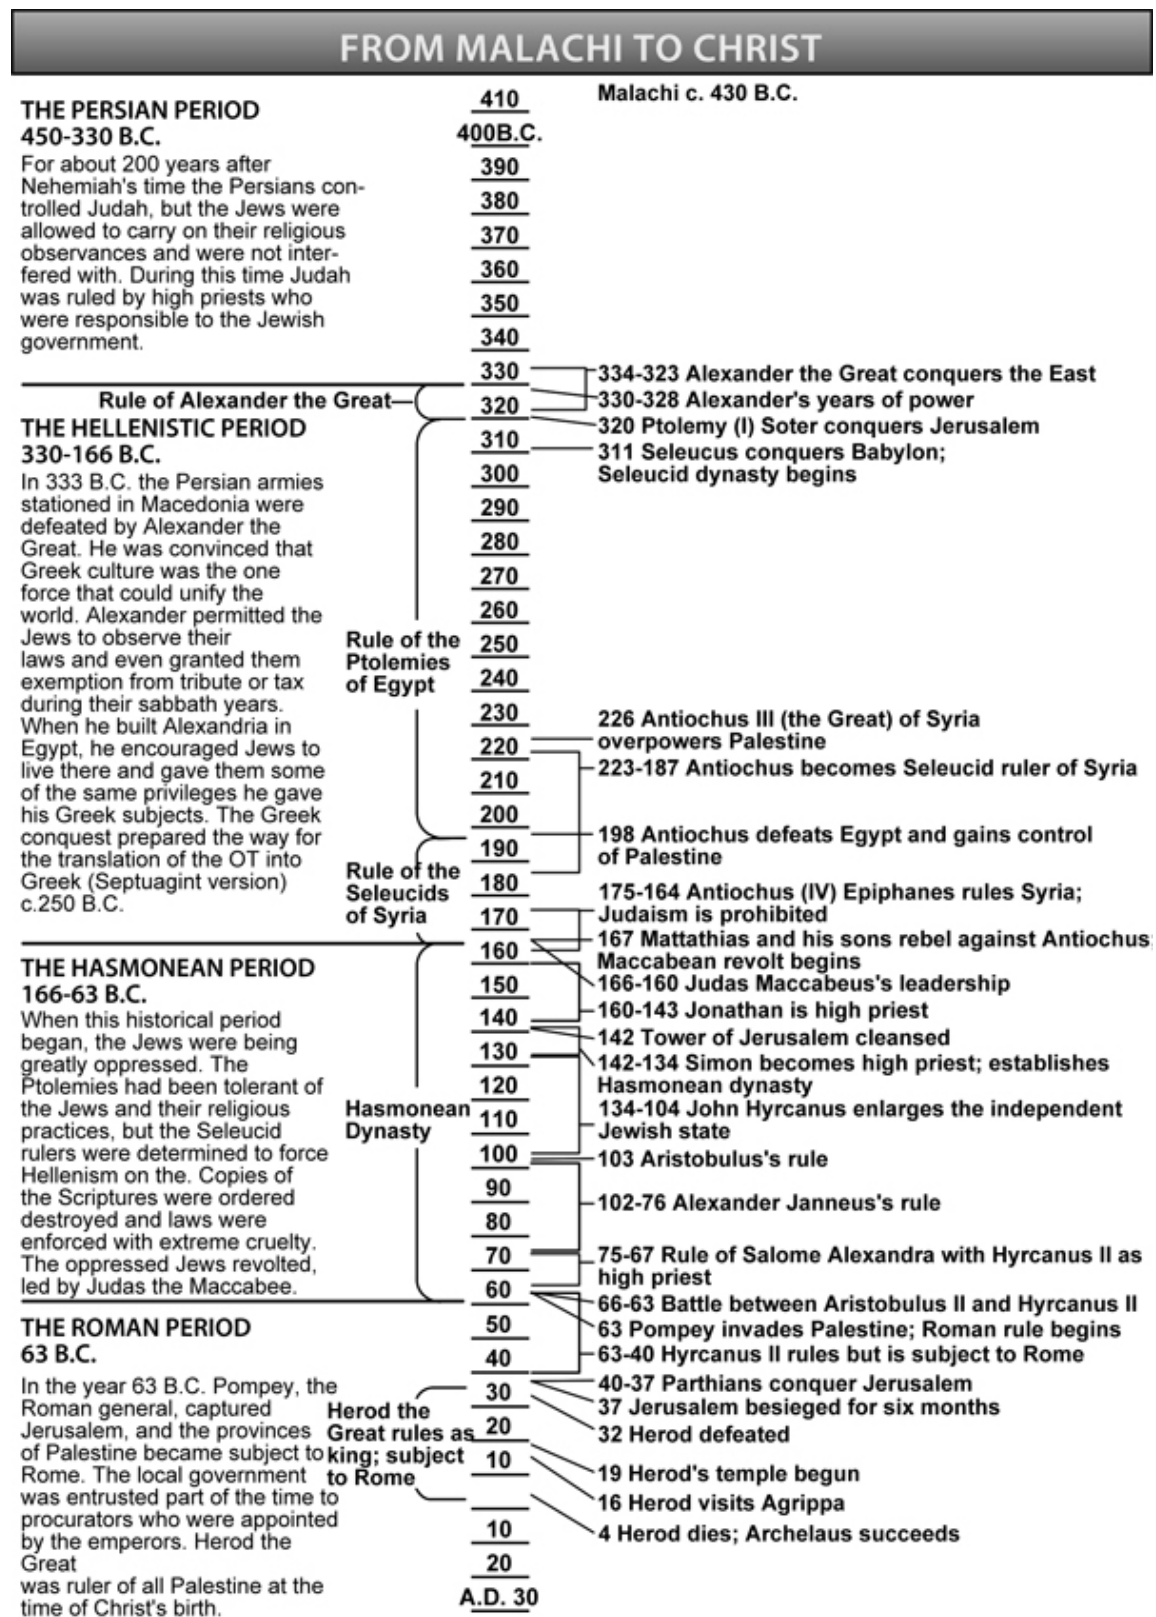 FROM MALACHI TO CHRIST
THE PERSIAN PERIOD
450-330 B.C.
For about 200 years after
Nehemiah's time the Persians con-
trolled Judah, but the Jews were
allowed to carry on their religious
observances and were not inter-
fered with. During this time Judah
was ruled by high priests who
were responsible to the Jewish
government.
Rule of Alexander the Great
THE HELLENISTIC PERIOD
330-166 B.C.
In 333 B.C. the Persian armies
stationed in Macedonia were
defeated by Alexander the
Great. He was convinced that
Greek culture was the one
force that could unify the
world. Alexander permitted the
Jews to observe their
laws and even granted them
exemption from tribute or tax
during their sabbath years.
When he built Alexandria in
Egypt, he encouraged Jews to
live there and gave them some
of the same privileges he gave
his Greek subjects. The Greek
conquest prepared the way for
the translation of the OT into
Greek (Septuagint version)
c.250 B.C.
THE HASMONEAN PERIOD
166-63 B.C.
When this historical period
began, the Jews were being
greatly oppressed. The
Ptolemies had been tolerant of
the Jews and their religious
practices, but the Seleucid
rulers were determined to force
Hellenism on the. Copies of
the Scriptures were ordered
destroyed and laws were
enforced with extreme cruelty.
The oppressed Jews revolted,
led by Judas the Maccabee.
THE ROMAN PERIOD
63 B.C.
In the year 63 B.C. Pompey, the
Roman general, captured
Jerusalem, and the provinces
of Palestine became subject to
Rome. The local government
was entrusted part of the time to
procurators who were appointed
by the emperors. Herod the
Great
was ruler of all Palestine at the
time of Christ's birth.
Rule of the
Ptolemies
of Egypt
Rule of the
Seleucids
of Syria
Hasmonean
Dynasty
Herod the
Great rules as
king; subject
to Rome
410
400B.C.
390
380
370
360
350
340
330
320
310
300
290
280
270
260
250
240
230
220
210
200
190
180
170
160
150
140
130
120
110
100
90
80
70
60
50
40
30
20
10
10
20
A.D. 30
Malachi c. 430 B.C.
334-323 Alexander the Great conquers the East
330-328 Alexander's years of power
320 Ptolemy (I) Soter conquers Jerusalem
311 Seleucus conquers Babylon;
Seleucid dynasty begins
226 Antiochus III (the Great) of Syria
overpowers Palestine
223-187 Antiochus becomes Seleucid ruler of Syria
198 Antiochus defeats Egypt and gains control
of Palestine
175-164 Antiochus (IV) Epiphanes rules Syria;
Judaism is prohibited
167 Mattathias and his sons rebel against Antiochus;
Maccabean revolt begins
166-160 Judas Maccabeus's leadership
160-143 Jonathan is high priest
142 Tower of Jerusalem cleansed
142-134 Simon becomes high priest; establishes
Hasmonean dynasty
134-104 John Hyrcanus enlarges the independent
Jewish state
103 Aristobulus's rule
102-76 Alexander Janneus's rule
75-67 Rule of Salome Alexandra with Hyrcanus II as
high priest
66-63 Battle between Aristobulus II and Hyrcanus II
63 Pompey invades Palestine; Roman rule begins
63-40 Hyrcanus II rules but is subject to Rome
40-37 Parthians conquer Jerusalem
37 Jerusalem besieged for six months
32 Herod defeated
19 Herod's temple begun
16 Herod visits Agrippa
4 Herod dies; Archelaus succeeds